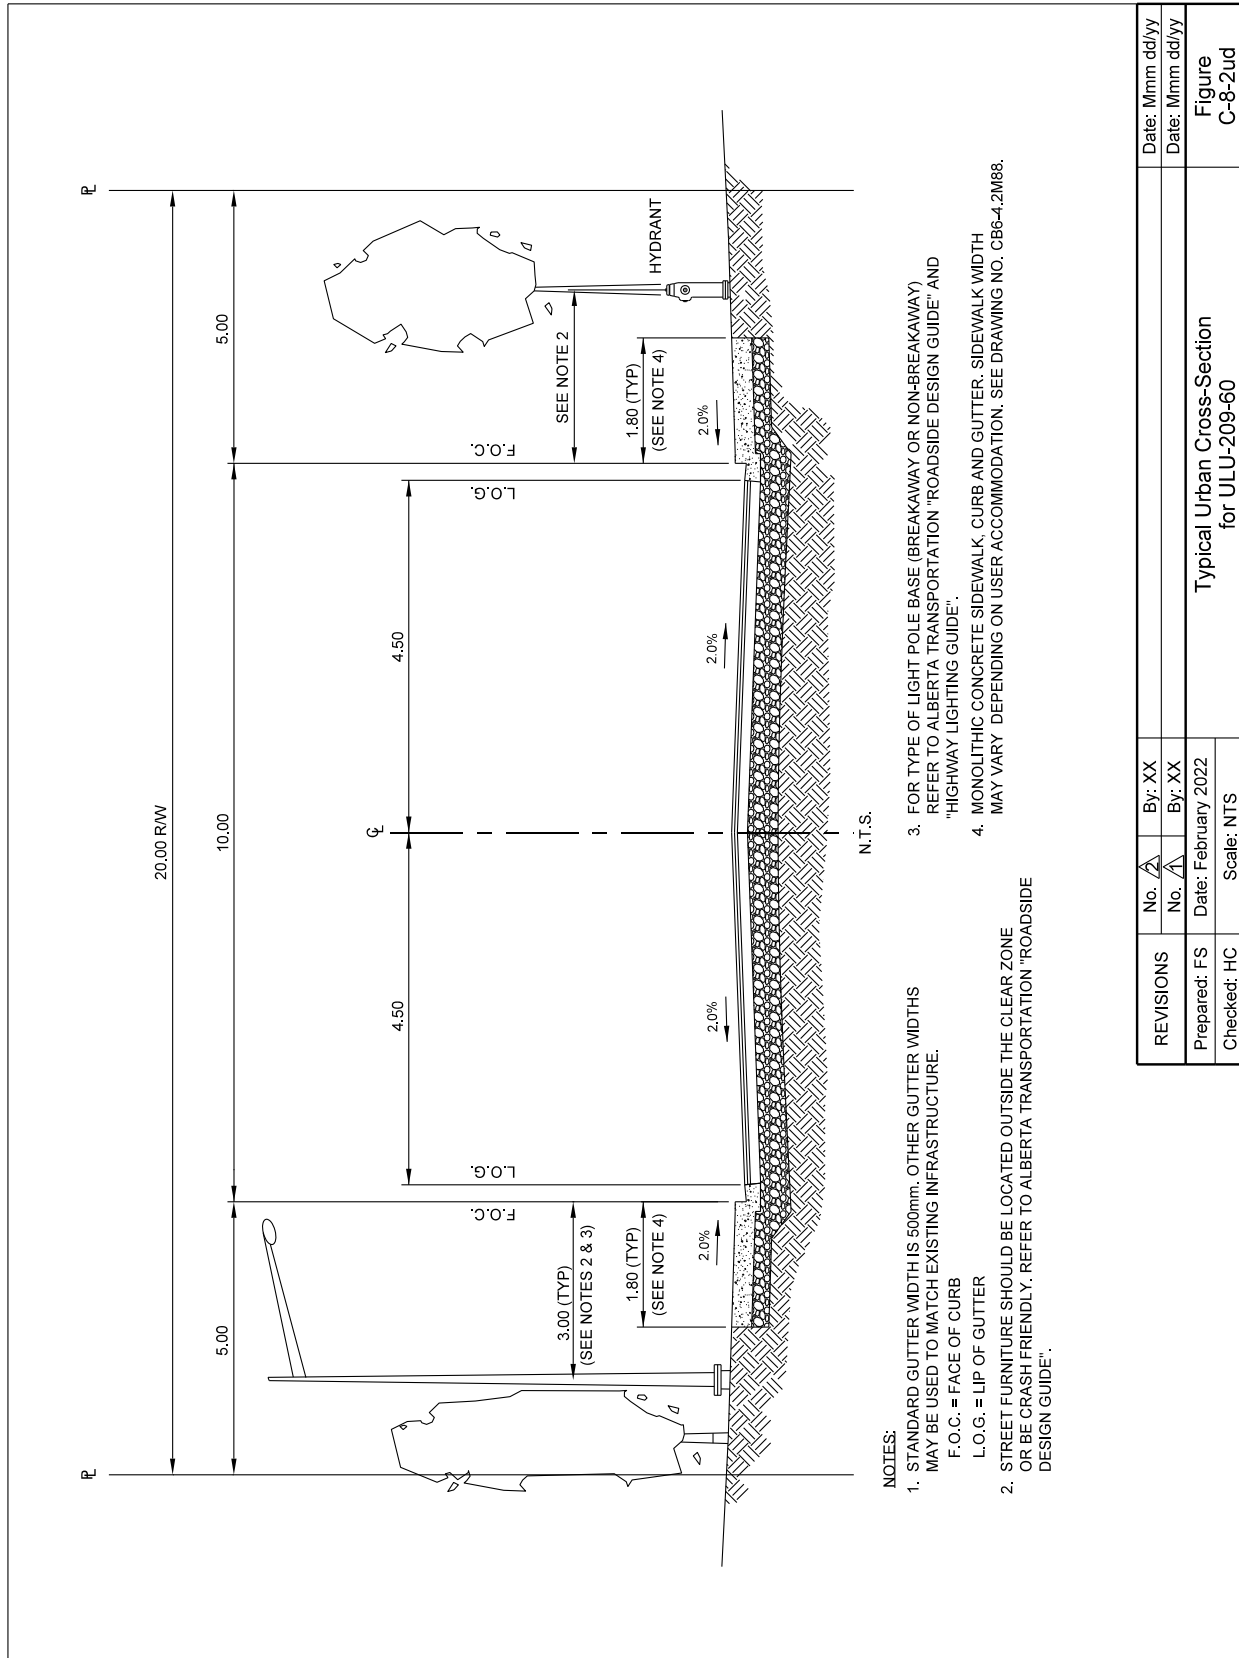 20.00 R/W
5.00
10.00
5.00
4.50
4.50
F.O.C.
L.O.G.
L.O.G.
F.O.C.
3.00 (TYP)
(SEE NOTES 2 & 3)
SEE NOTE 2
HYDRANT
1.80 (TYP)
(SEE NOTE 4)
1.80 (TYP)
(SEE NOTE 4)
2.0%
2.0%
2.0%
2.0%
N.T.S.
NOTES:
1. STANDARD GUTTER WIDTH IS 500mm. OTHER GUTTER WIDTHS
MAY BE USED TO MATCH EXISTING INFRASTRUCTURE.
F.O.C. = FACE OF CURB
L.O.G. = LIP OF GUTTER
2. STREET FURNITURE SHOULD BE LOCATED OUTSIDE THE CLEAR ZONE
OR BE CRASH FRIENDLY. REFER TO ALBERTA TRANSPORTATION "ROADSIDE
DESIGN GUIDE".
3. FOR TYPE OF LIGHT POLE BASE (BREAKAWAY OR NON-BREAKAWAY)
REFER TO ALBERTA TRANSPORTATION "ROADSIDE DESIGN GUIDE" AND
"HIGHWAY LIGHTING GUIDE".
4. MONOLITHIC CONCRETE SIDEWALK, CURB AND GUTTER. SIDEWALK WIDTH
MAY VARY DEPENDING ON USER ACCOMMODATION. SEE DRAWING NO. CB6-4.2M88.
REVISIONS
No. 2 By: XX Date: Mmm dd/yy
No. 1 By: XX Date: Mmm dd/yy
Prepared: FS Date: February 2022
Checked: HC Scale: NTS
Typical Urban Cross-Section
for ULU-209-60
Figure
C-8-2ud